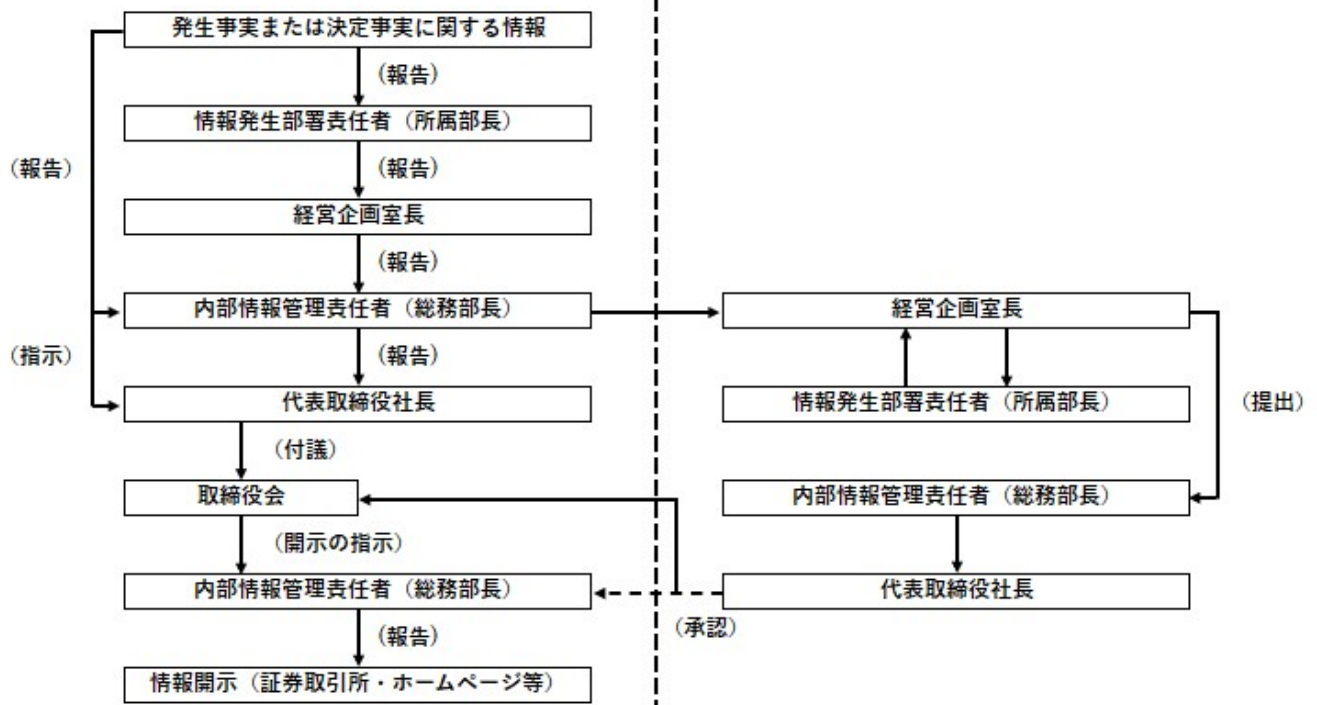 発生事実または決定事実に関する情報
（報告）
情報発生部署責任者（所属部長）
（報告）
（報告）
経営企画室長
（報告）
内部情報管理責任者（総務部長）
経営企画室長
（指示）
（報告）
代表取締役社長
情報発生部署責任者（所属部長）
（提出）
（付議）
取締役会
内部情報管理責任者（総務部長）
（開示の指示）
内部情報管理責任者（総務部長）
代表取締役社長
（報告）
（承認）
情報開示（証券取引所・ホームページ等）